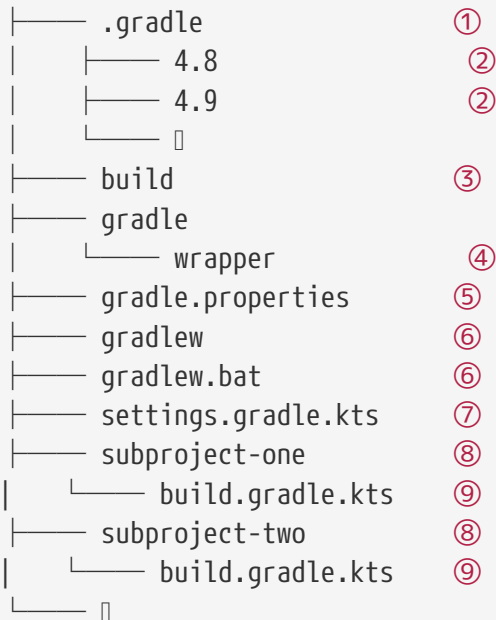 ├── .gradle ①
│ ├── 4.8 ②
│ ├── 4.9 ②
│ └── ▯
├── build ③
├── gradle
│ └── wrapper ④
├── gradle.properties ⑤
├── gradlew ⑥
├── gradlew.bat ⑥
├── settings.gradle.kts ⑦
├── subproject-one ⑧
| └── build.gradle.kts ⑨
├── subproject-two ⑧
| └── build.gradle.kts ⑨
└── ▯